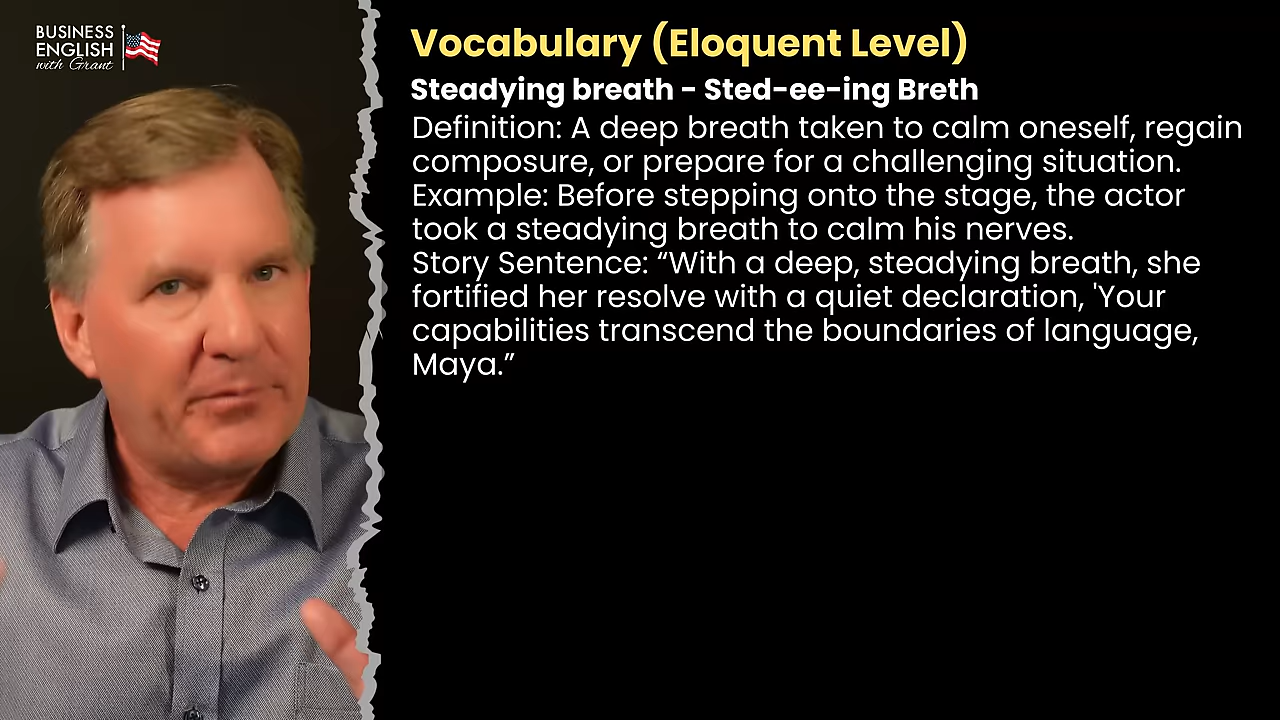 BUSINESS
ENGLISH
with Grant
Vocabulary (Eloquent Level)
Steadying breath - Sted-ee-ing Breth
Definition: A deep breath taken to calm oneself, regain
composure, or prepare for a challenging situation.
Example: Before stepping onto the stage, the actor
took a steadying breath to calm his nerves.
Story Sentence: “With a deep, steadying breath, she
fortified her resolve with a quiet declaration, 'Your
capabilities transcend the boundaries of language,
Maya.”